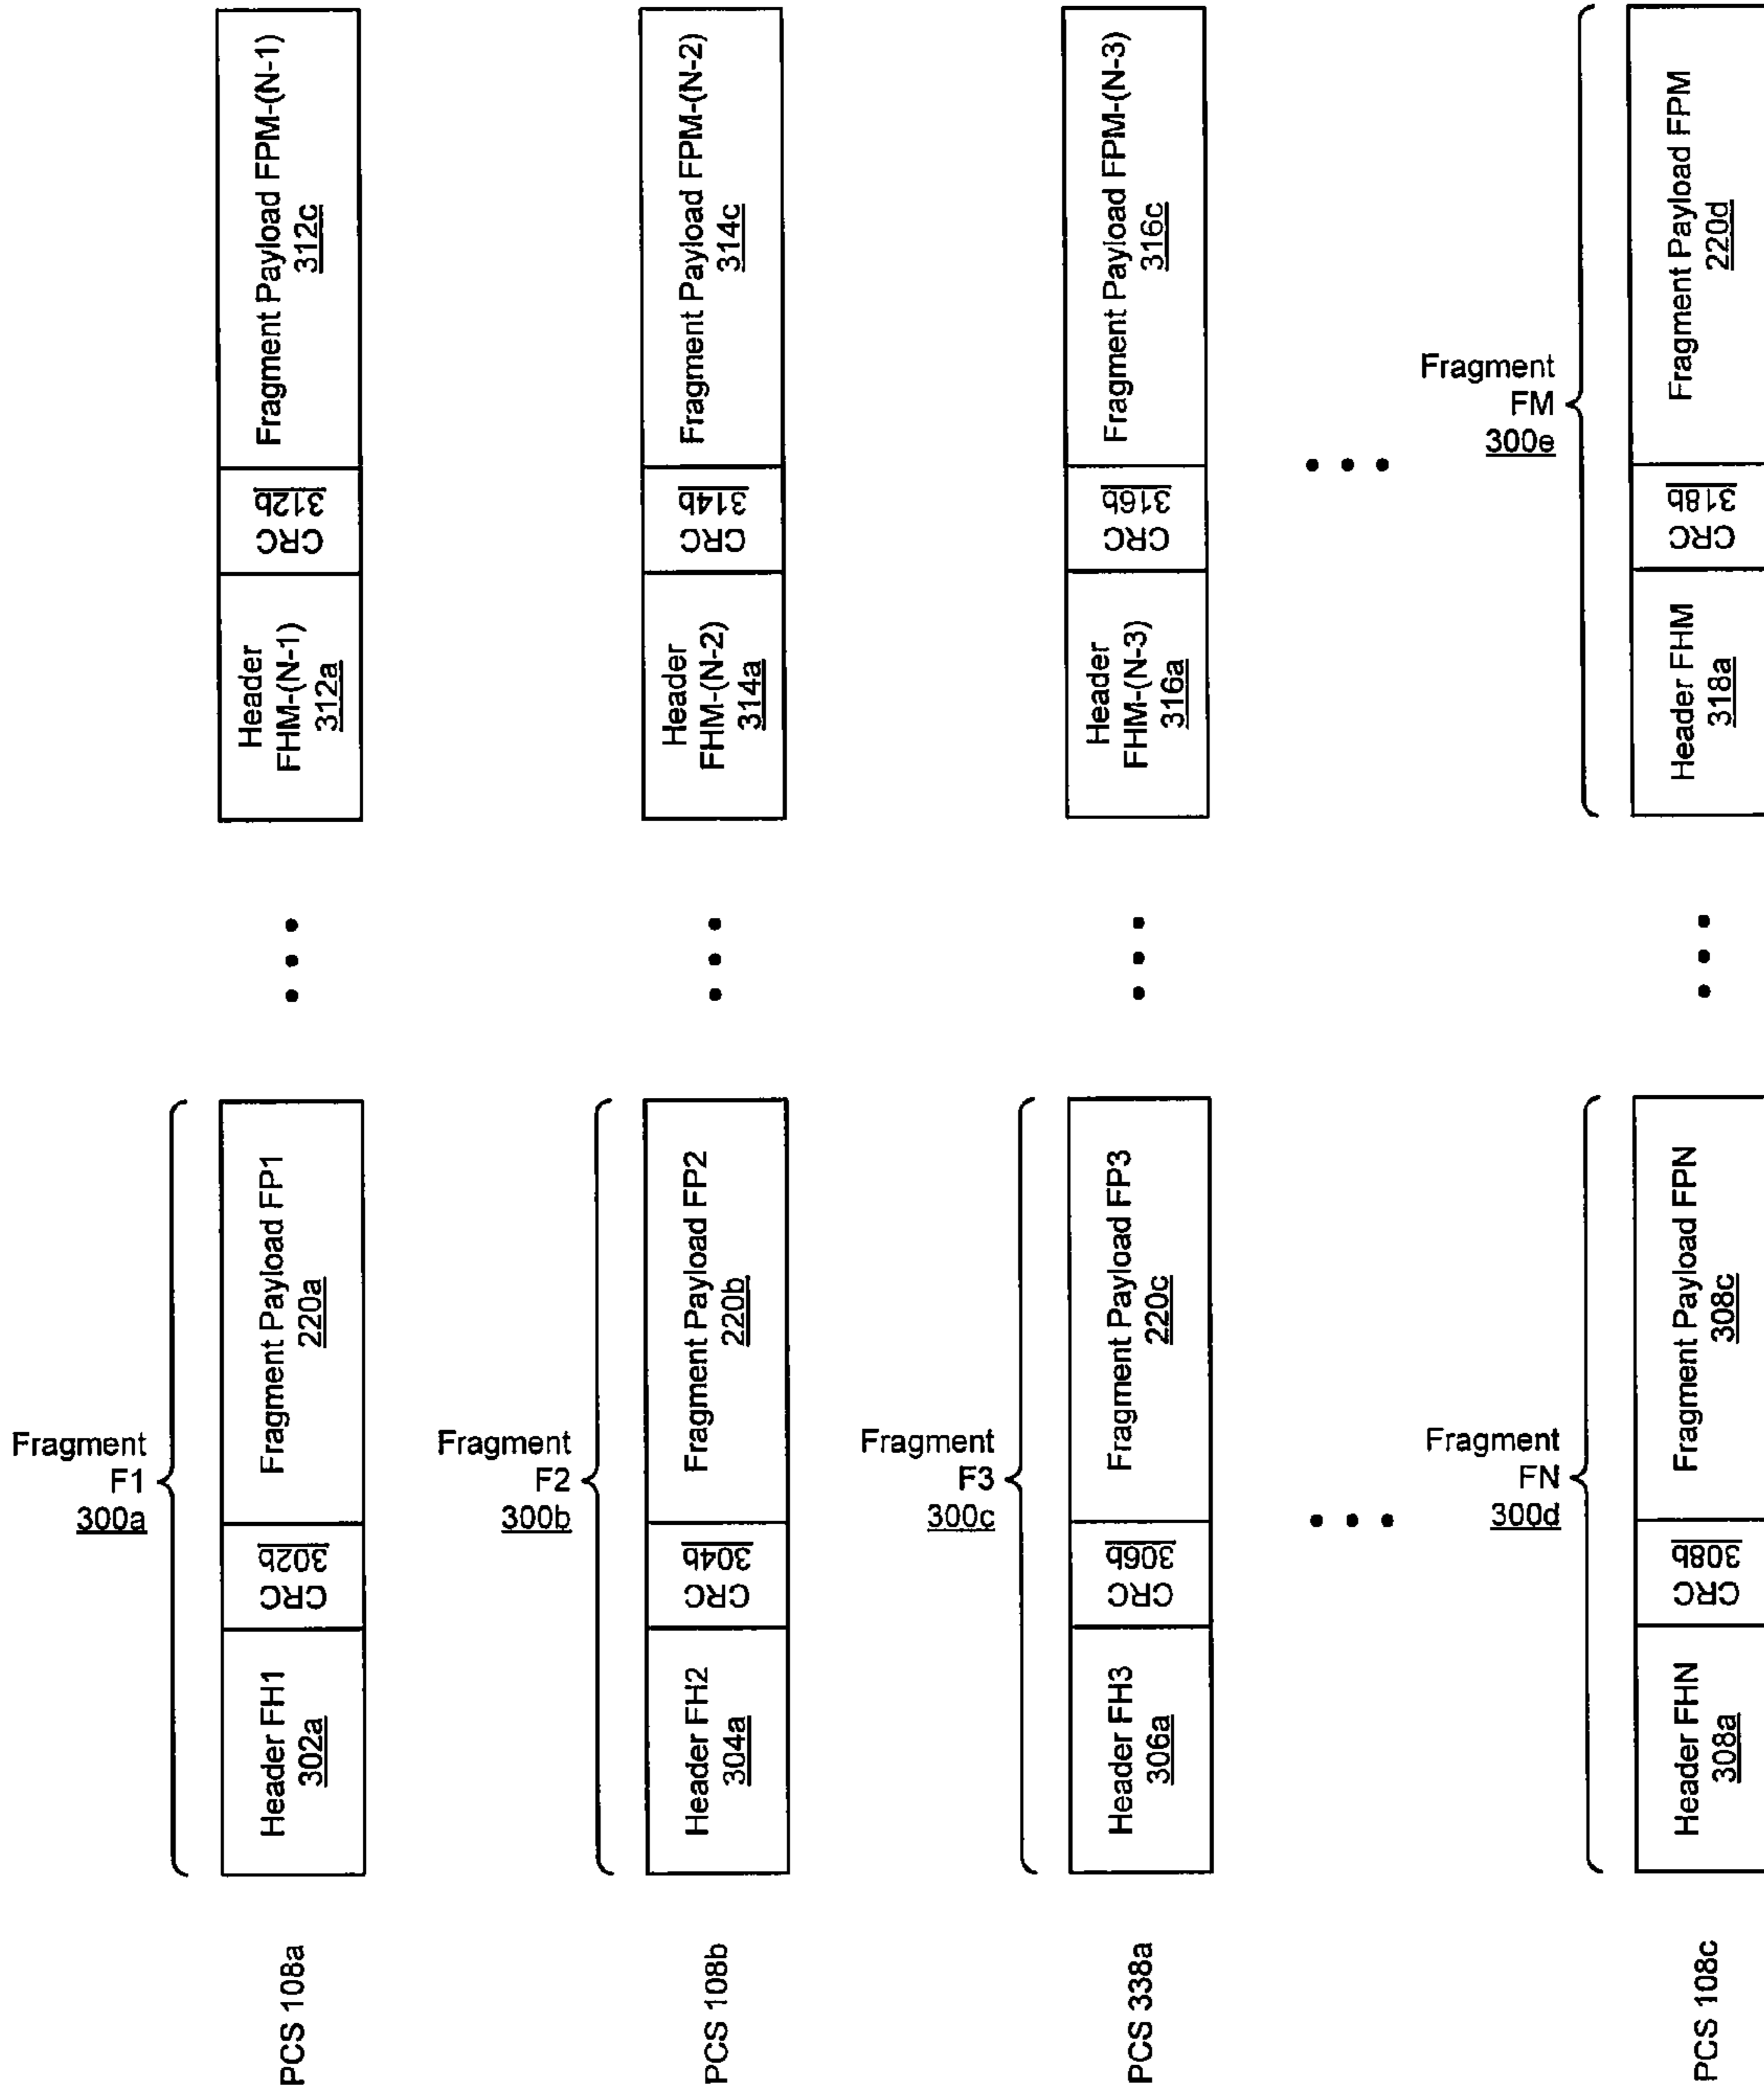 Fragment
F1
300a
PCS 108a
Header FH1
302a
CRC
302b
Fragment Payload FP1
220a
• • •
Header
FHM-(N-1)
312a
CRC
312b
Fragment Payload FPM-(N-1)
312c
Fragment
F2
300b
PCS 108b
Header FH2
304a
CRC
304b
Fragment Payload FP2
220b
• • •
Header
FHM-(N-2)
314a
CRC
314b
Fragment Payload FPM-(N-2)
314c
Fragment
F3
300c
PCS 338a
Header FH3
306a
CRC
306b
Fragment Payload FP3
220c
• • •
Header
FHM-(N-3)
316a
CRC
316b
Fragment Payload FPM-(N-3)
316c
• • •
• • •
Fragment
FN
300d
Fragment
FM
300e
PCS 108c
Header FHN
308a
CRC
308b
Fragment Payload FPN
308c
• • •
Header FHM
318a
CRC
318b
Fragment Payload FPM
220d